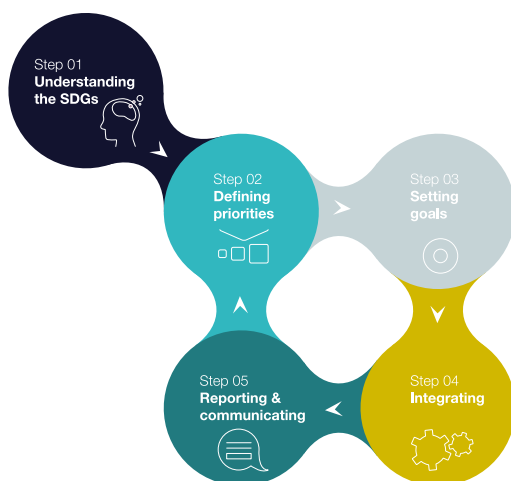 Step 01
Understanding
the SDGs
Step 02
Defining
priorities
Step 03
Setting
goals
Step 04
Integrating
Step 05
Reporting &
communicating